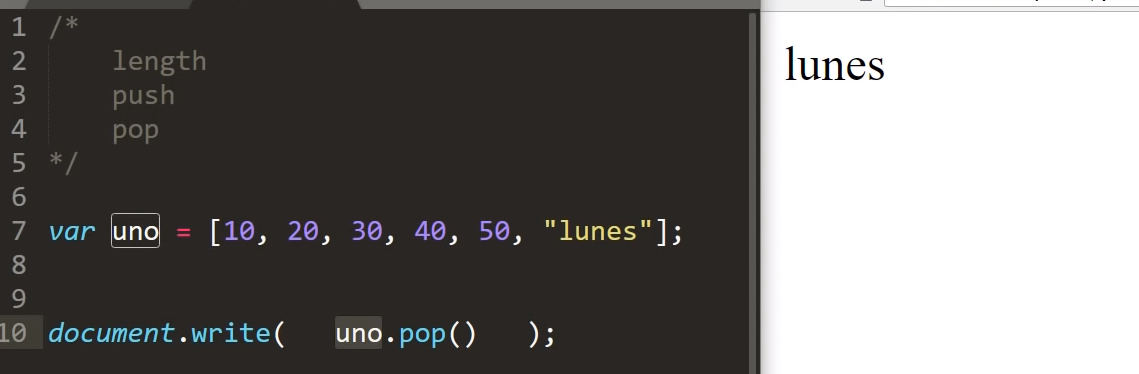 1 /*
2 length
3 push
4 pop
5 */
6
7 var uno = [10, 20, 30, 40, 50, "lunes"];
8
9
10 document.write( uno.pop() );
lunes